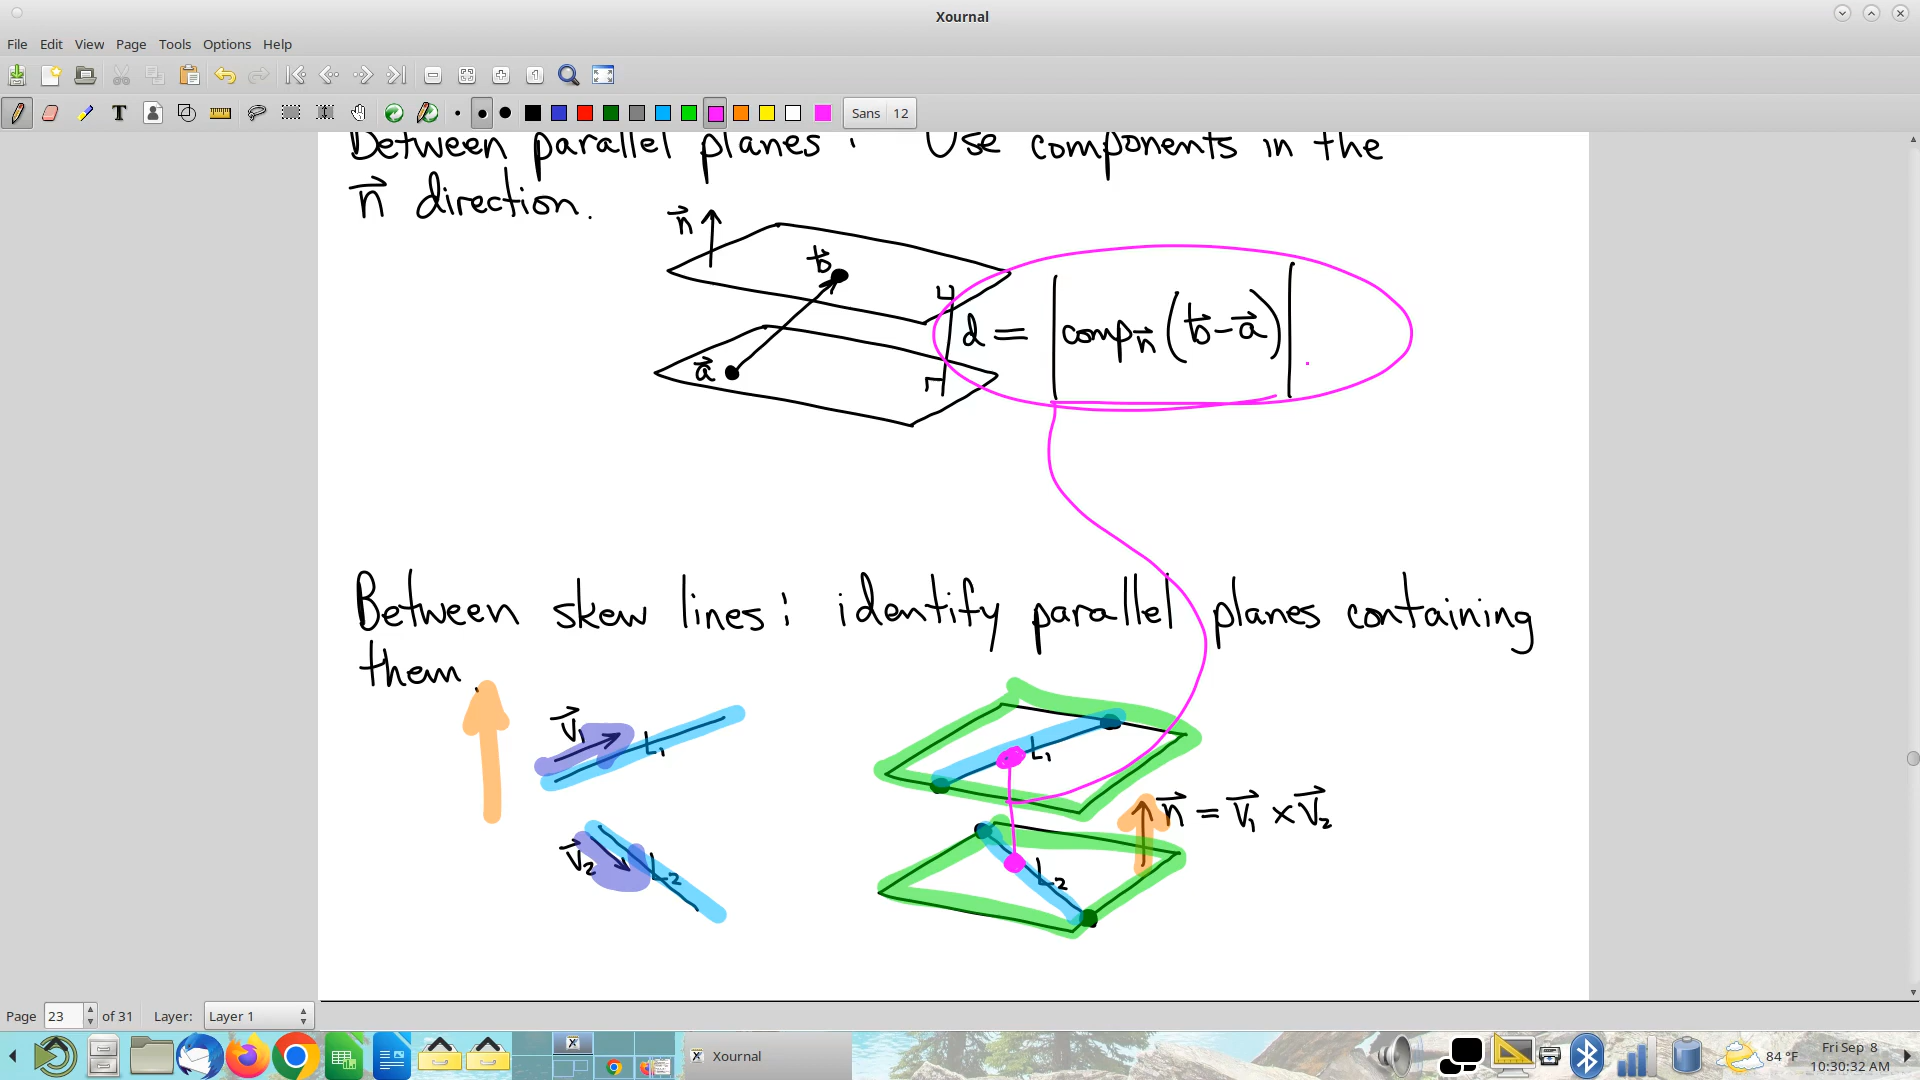 Xournal
File Edit View Page Tools Options Help
T Sans 12
Between parallel planes: Use components in the
n⃗ direction.
n⃗
b⃗
a⃗
d = |comp_n⃗ (b⃗-a⃗)|
Between skew lines: identify parallel planes containing
them.
v⃗₁
L₁
v⃗₂
L₂
L₁
n⃗ = v⃗₁ × v⃗₂
L₂
Page 23 of 31 Layer: Layer 1
Xournal
84 °F
Fri Sep 8
10:30:32 AM